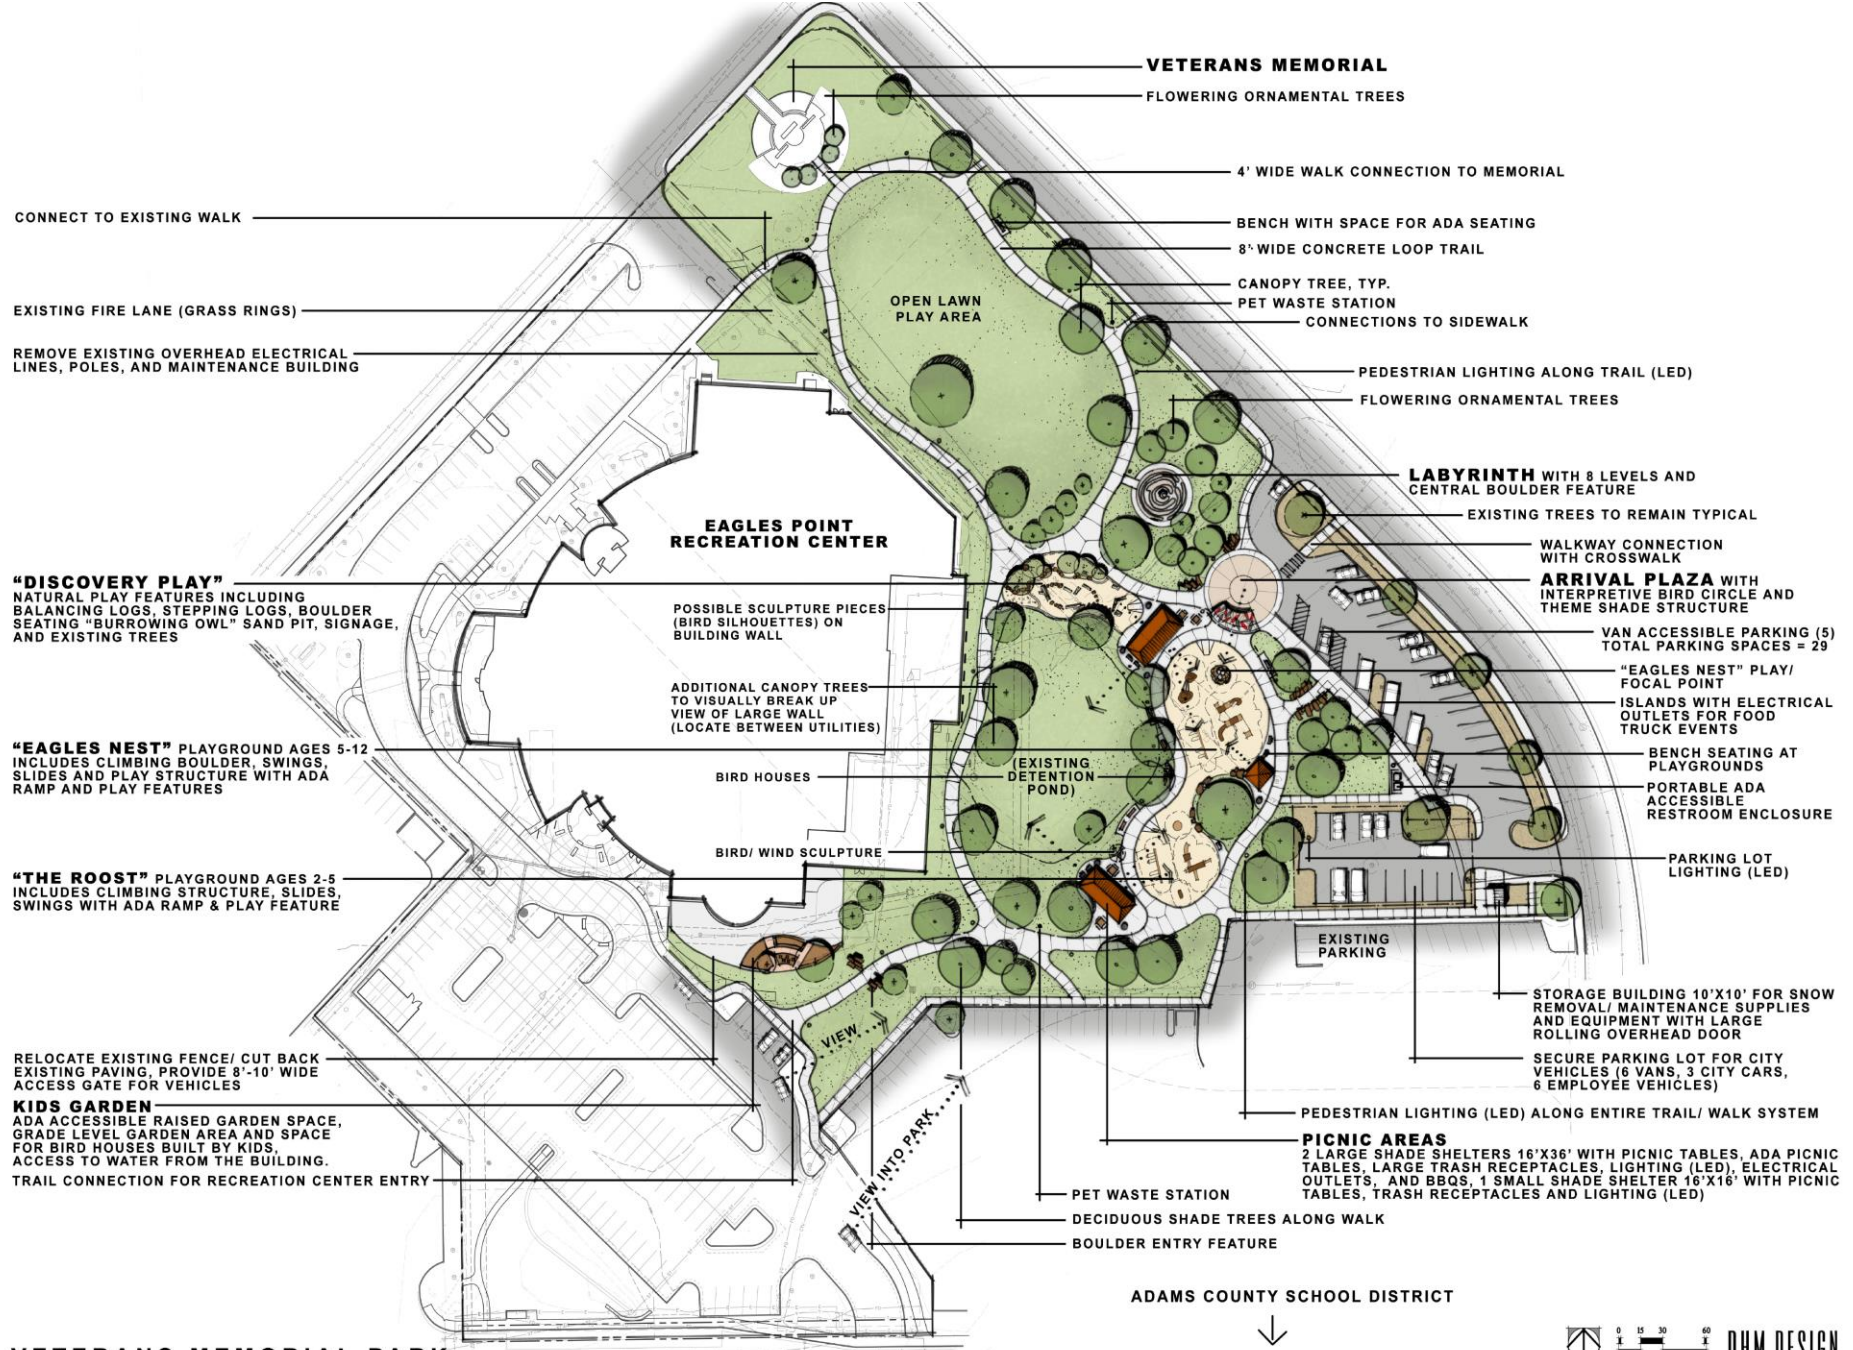 VETERANS MEMORIAL
FLOWERING ORNAMENTAL TREES
4' WIDE WALK CONNECTION TO MEMORIAL
BENCH WITH SPACE FOR ADA SEATING
8' WIDE CONCRETE LOOP TRAIL
CANOPY TREE, TYP.
PET WASTE STATION
CONNECTIONS TO SIDEWALK
PEDESTRIAN LIGHTING ALONG TRAIL (LED)
FLOWERING ORNAMENTAL TREES
LABYRINTH WITH 8 LEVELS AND
CENTRAL BOULDER FEATURE
EXISTING TREES TO REMAIN TYPICAL
WALKWAY CONNECTION
WITH CROSSWALK
ARRIVAL PLAZA WITH
INTERPRETIVE BIRD CIRCLE AND
THEME SHADE STRUCTURE
VAN ACCESSIBLE PARKING (5)
TOTAL PARKING SPACES = 29
"EAGLES NEST" PLAY/
FOCAL POINT
ISLANDS WITH ELECTRICAL
OUTLETS FOR FOOD
TRUCK EVENTS
BENCH SEATING AT
PLAYGROUNDS
PORTABLE ADA
ACCESSIBLE
RESTROOM ENCLOSURE
PARKING LOT
LIGHTING (LED)
STORAGE BUILDING 10'X10' FOR SNOW
REMOVAL/ MAINTENANCE SUPPLIES
AND EQUIPMENT WITH LARGE
ROLLING OVERHEAD DOOR
SECURE PARKING LOT FOR CITY
VEHICLES (6 VANS, 3 CITY CARS,
6 EMPLOYEE VEHICLES)
PEDESTRIAN LIGHTING (LED) ALONG ENTIRE TRAIL/ WALK SYSTEM
PICNIC AREAS
2 LARGE SHADE SHELTERS 16'X36' WITH PICNIC TABLES, ADA PICNIC
TABLES, LARGE TRASH RECEPTACLES, LIGHTING (LED), ELECTRICAL
OUTLETS, AND BBQS, 1 SMALL SHADE SHELTER 16'X16' WITH PICNIC
TABLES, TRASH RECEPTACLES AND LIGHTING (LED)
PET WASTE STATION
DECIDUOUS SHADE TREES ALONG WALK
BOULDER ENTRY FEATURE
CONNECT TO EXISTING WALK
EXISTING FIRE LANE (GRASS RINGS)
REMOVE EXISTING OVERHEAD ELECTRICAL
LINES, POLES, AND MAINTENANCE BUILDING
"DISCOVERY PLAY"
NATURAL PLAY FEATURES INCLUDING
BALANCING LOGS, STEPPING LOGS, BOULDER
SEATING "BURROWING OWL" SAND PIT, SIGNAGE,
AND EXISTING TREES
"EAGLES NEST" PLAYGROUND AGES 5-12
INCLUDES CLIMBING BOULDER, SWINGS,
SLIDES AND PLAY STRUCTURE WITH ADA
RAMP AND PLAY FEATURES
"THE ROOST" PLAYGROUND AGES 2-5
INCLUDES CLIMBING STRUCTURE, SLIDES,
SWINGS WITH ADA RAMP & PLAY FEATURE
RELOCATE EXISTING FENCE/ CUT BACK
EXISTING PAVING, PROVIDE 8'-10' WIDE
ACCESS GATE FOR VEHICLES
KIDS GARDEN
ADA ACCESSIBLE RAISED GARDEN SPACE,
GRADE LEVEL GARDEN AREA AND SPACE
FOR BIRD HOUSES BUILT BY KIDS,
ACCESS TO WATER FROM THE BUILDING.
TRAIL CONNECTION FOR RECREATION CENTER ENTRY
OPEN LAWN
PLAY AREA
EAGLES POINT
RECREATION CENTER
POSSIBLE SCULPTURE PIECES
(BIRD SILHOUETTES) ON
BUILDING WALL
ADDITIONAL CANOPY TREES
TO VISUALLY BREAK UP
VIEW OF LARGE WALL
(LOCATE BETWEEN UTILITIES)
BIRD HOUSES
(EXISTING
DETENTION
POND)
BIRD/ WIND SCULPTURE
EXISTING
PARKING
VIEW
VIEW INTO PARK
ADAMS COUNTY SCHOOL DISTRICT
VETERANS MEMORIAL PARK
0 15 30 60
DHM DESIGN